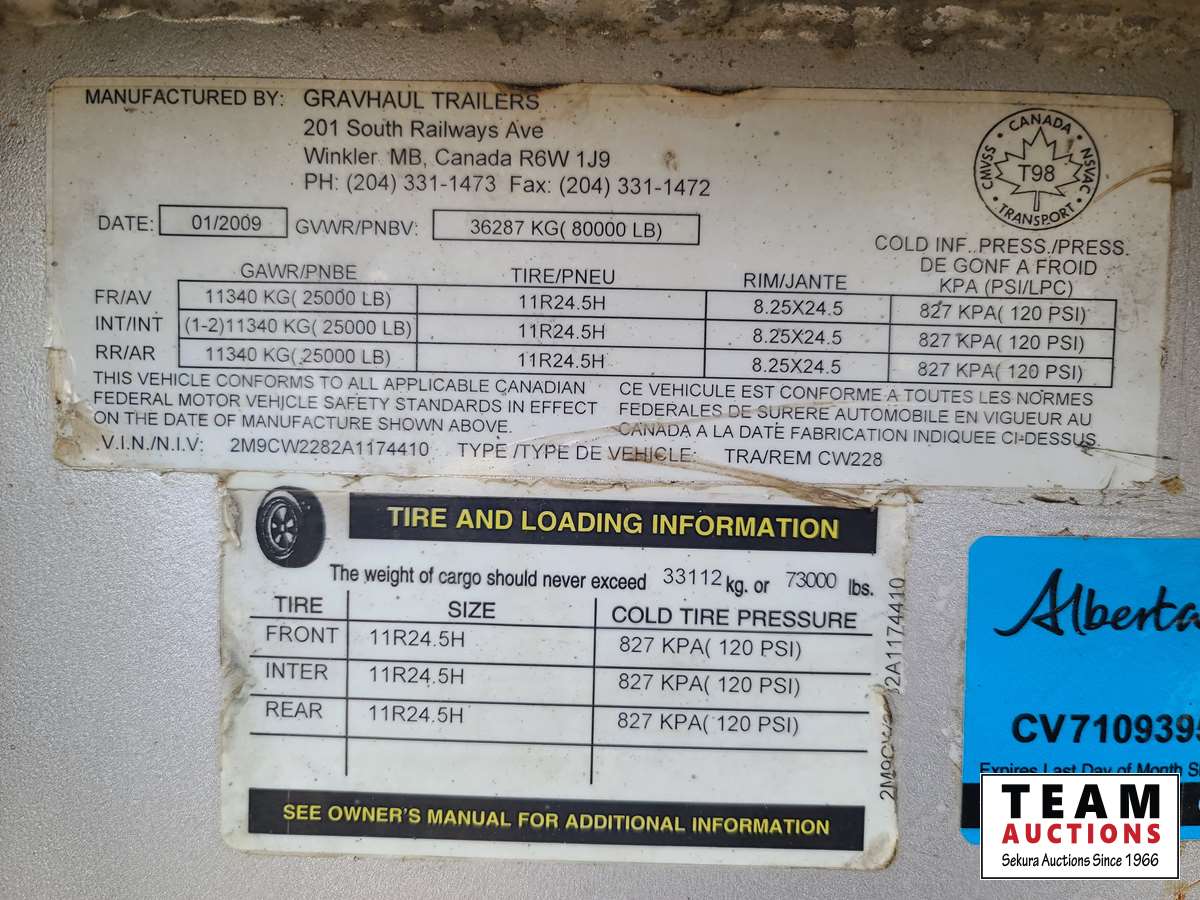 MANUFACTURED BY: GRAVHAUL TRAILERS
201 South Railways Ave
Winkler MB, Canada R6W 1J9
PH: (204) 331-1473 Fax: (204) 331-1472
CANADA
CMVSS T98 NSVAC
TRANSPORT
DATE: 01/2009 GVWR/PNBV: 36287 KG( 80000 LB)
COLD INF. PRESS./PRESS.
DE GONF A FROID
GAWR/PNBE TIRE/PNEU RIM/JANTE KPA (PSI/LPC)
FR/AV 11340 KG( 25000 LB) 11R24.5H 8.25X24.5 827 KPA( 120 PSI)
INT/INT (1-2)11340 KG( 25000 LB) 11R24.5H 8.25X24.5 827 KPA( 120 PSI)
RR/AR 11340 KG( 25000 LB) 11R24.5H 8.25X24.5 827 KPA( 120 PSI)
THIS VEHICLE CONFORMS TO ALL APPLICABLE CANADIAN
FEDERAL MOTOR VEHICLE SAFETY STANDARDS IN EFFECT
ON THE DATE OF MANUFACTURE SHOWN ABOVE.
CE VEHICULE EST CONFORME A TOUTES LES NORMES
FEDERALES DE SURERE AUTOMOBILE EN VIGUEUR AU
CANADA A LA DATE FABRICATION INDIQUEE CI-DESSUS.
V.I.N./N.I.V: 2M9CW2282A1174410 TYPE /TYPE DE VEHICLE: TRA/REM CW228
TIRE AND LOADING INFORMATION
The weight of cargo should never exceed 33112 kg. or 73000 lbs.
TIRE SIZE COLD TIRE PRESSURE
FRONT 11R24.5H 827 KPA( 120 PSI)
INTER 11R24.5H 827 KPA( 120 PSI)
REAR 11R24.5H 827 KPA( 120 PSI)
2A1174410
SEE OWNER'S MANUAL FOR ADDITIONAL INFORMATION
Alberta
CV7109395
Expires Last Day of Month
TEAM
AUCTIONS
Sekura Auctions Since 1966